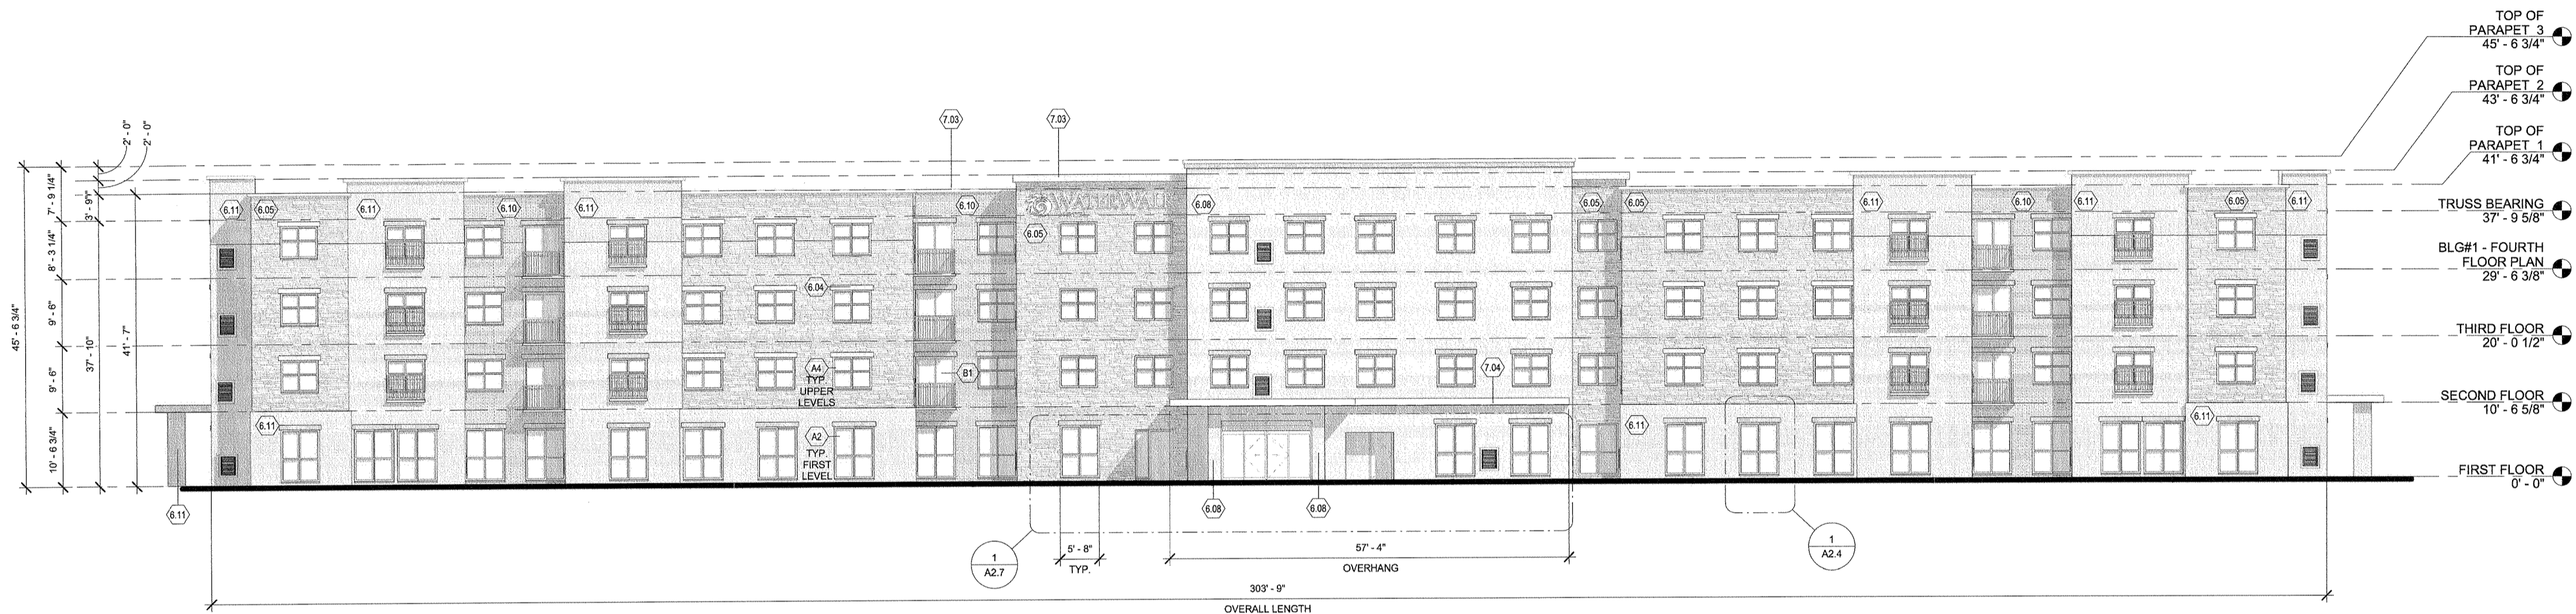 TOP OF
PARAPET 3
45' - 6 3/4"
TOP OF
PARAPET 2
43' - 6 3/4"
TOP OF
PARAPET 1
41' - 6 3/4"
TRUSS BEARING
37' - 9 5/8"
BLG#1 - FOURTH
FLOOR PLAN
29' - 6 3/8"
THIRD FLOOR
20' - 0 1/2"
SECOND FLOOR
10' - 6 5/8"
FIRST FLOOR
0' - 0"
2' - 0"
2' - 0"
7' - 9 1/4"
3' - 9"
8' - 3 1/4"
9' - 6"
9' - 6"
10' - 6 3/4"
45' - 6 3/4"
37' - 10"
41' - 7"
7.03
7.03
6.11
6.05
6.11
6.10
6.11
6.10
WATERWALK
6.05
6.08
6.05
6.05
6.11
6.10
6.11
6.05
6.11
6.04
A4
TYP.
UPPER
LEVELS
B1
7.04
6.11
A2
TYP.
FIRST
LEVEL
6.11
6.11
6.11
6.08
6.08
1
A2.7
5' - 8"
TYP.
57' - 4"
OVERHANG
1
A2.4
303' - 9"
OVERALL LENGTH